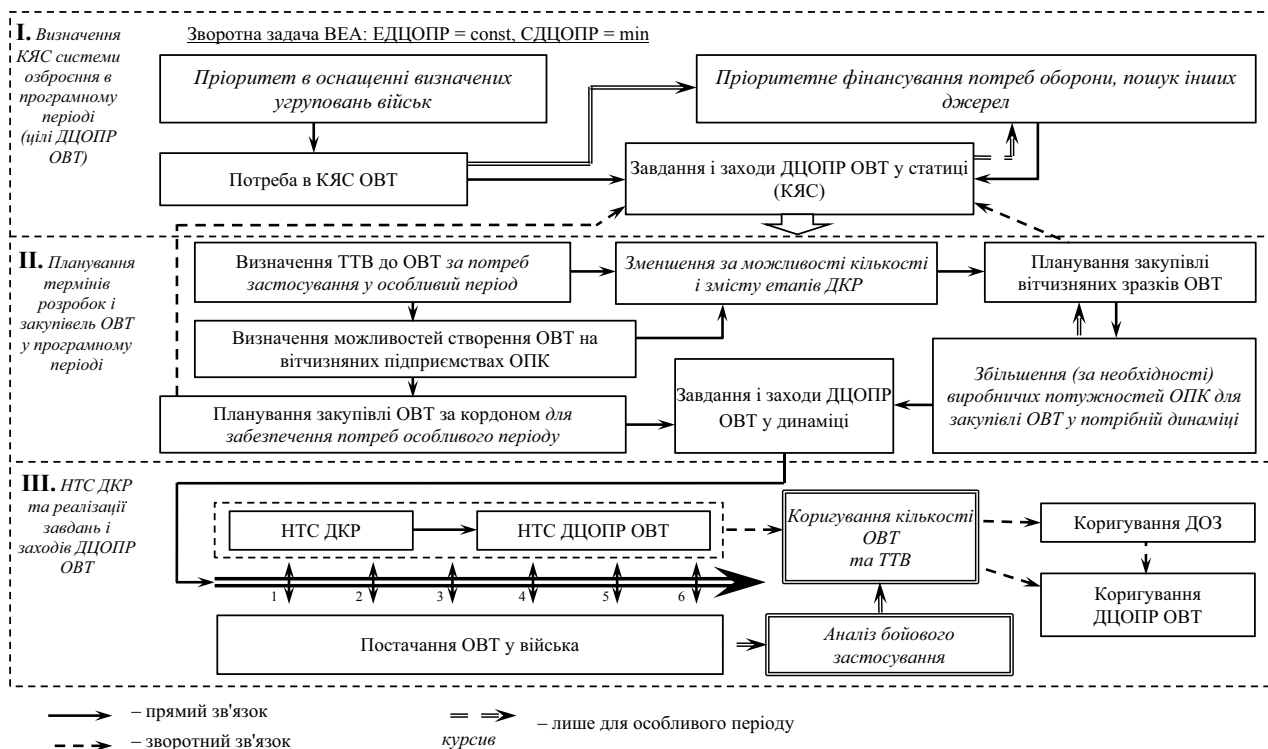 I. Визначення
КЯС системи
озброєння в
програмному
періоді
(цілі ДЦОПР
ОВТ)
Зворотна задача ВЕА: ЕДЦОПР = const, СДЦОПР = min
Пріоритет в оснащенні визначених
угруповань військ
Пріоритетне фінансування потреб оборони, пошук інших
джерел
Потреба в КЯС ОВТ
Завдання і заходи ДЦОПР ОВТ у статиці
(КЯС)
II. Планування
термінів
розробок і
закупівель ОВТ
у програмному
періоді
Визначення ТТВ до ОВТ за потреб
застосування у особливий період
Зменшення за можливості кількості
і змісту етапів ДКР
Планування закупівлі
вітчизняних зразків ОВТ
Визначення можливостей створення ОВТ на
вітчизняних підприємствах ОПК
Планування закупівлі ОВТ за кордоном для
забезпечення потреб особливого періоду
Завдання і заходи ДЦОПР
ОВТ у динаміці
Збільшення (за необхідності)
виробничих потужностей ОПК для
закупівлі ОВТ у потрібній динаміці
III. НТС ДКР
та реалізації
завдань і
заходів ДЦОПР
ОВТ
НТС ДКР
НТС ДЦОПР ОВТ
Коригування кількості
ОВТ
та ТТВ
Коригування ДОЗ
Коригування
ДЦОПР ОВТ
1 2 3 4 5 6
Постачання ОВТ у війська
Аналіз бойового
застосування
– прямий зв'язок
– зворотний зв'язок
курсив
– лише для особливого періоду